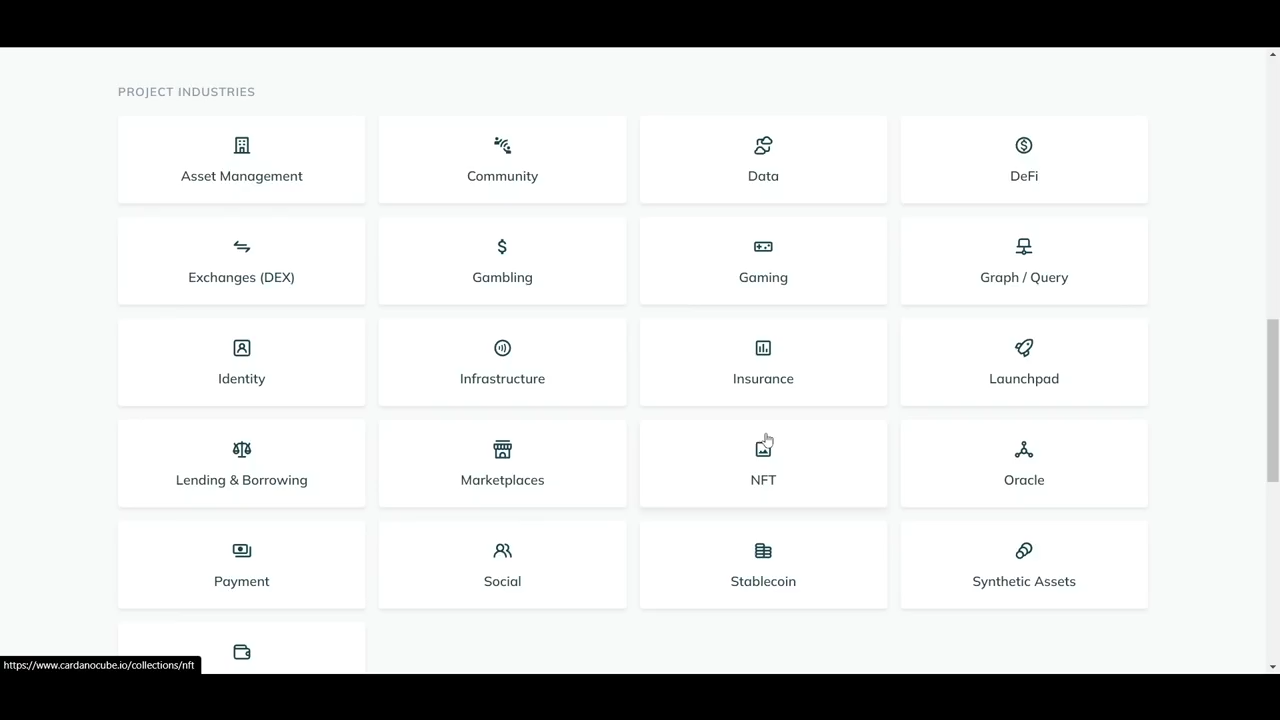 PROJECT INDUSTRIES
Asset Management
Community
Data
DeFi
Exchanges (DEX)
Gambling
Gaming
Graph / Query
Identity
Infrastructure
Insurance
Launchpad
Lending & Borrowing
Marketplaces
NFT
Oracle
Payment
Social
Stablecoin
Synthetic Assets
https://www.cardanocube.io/collections/nft